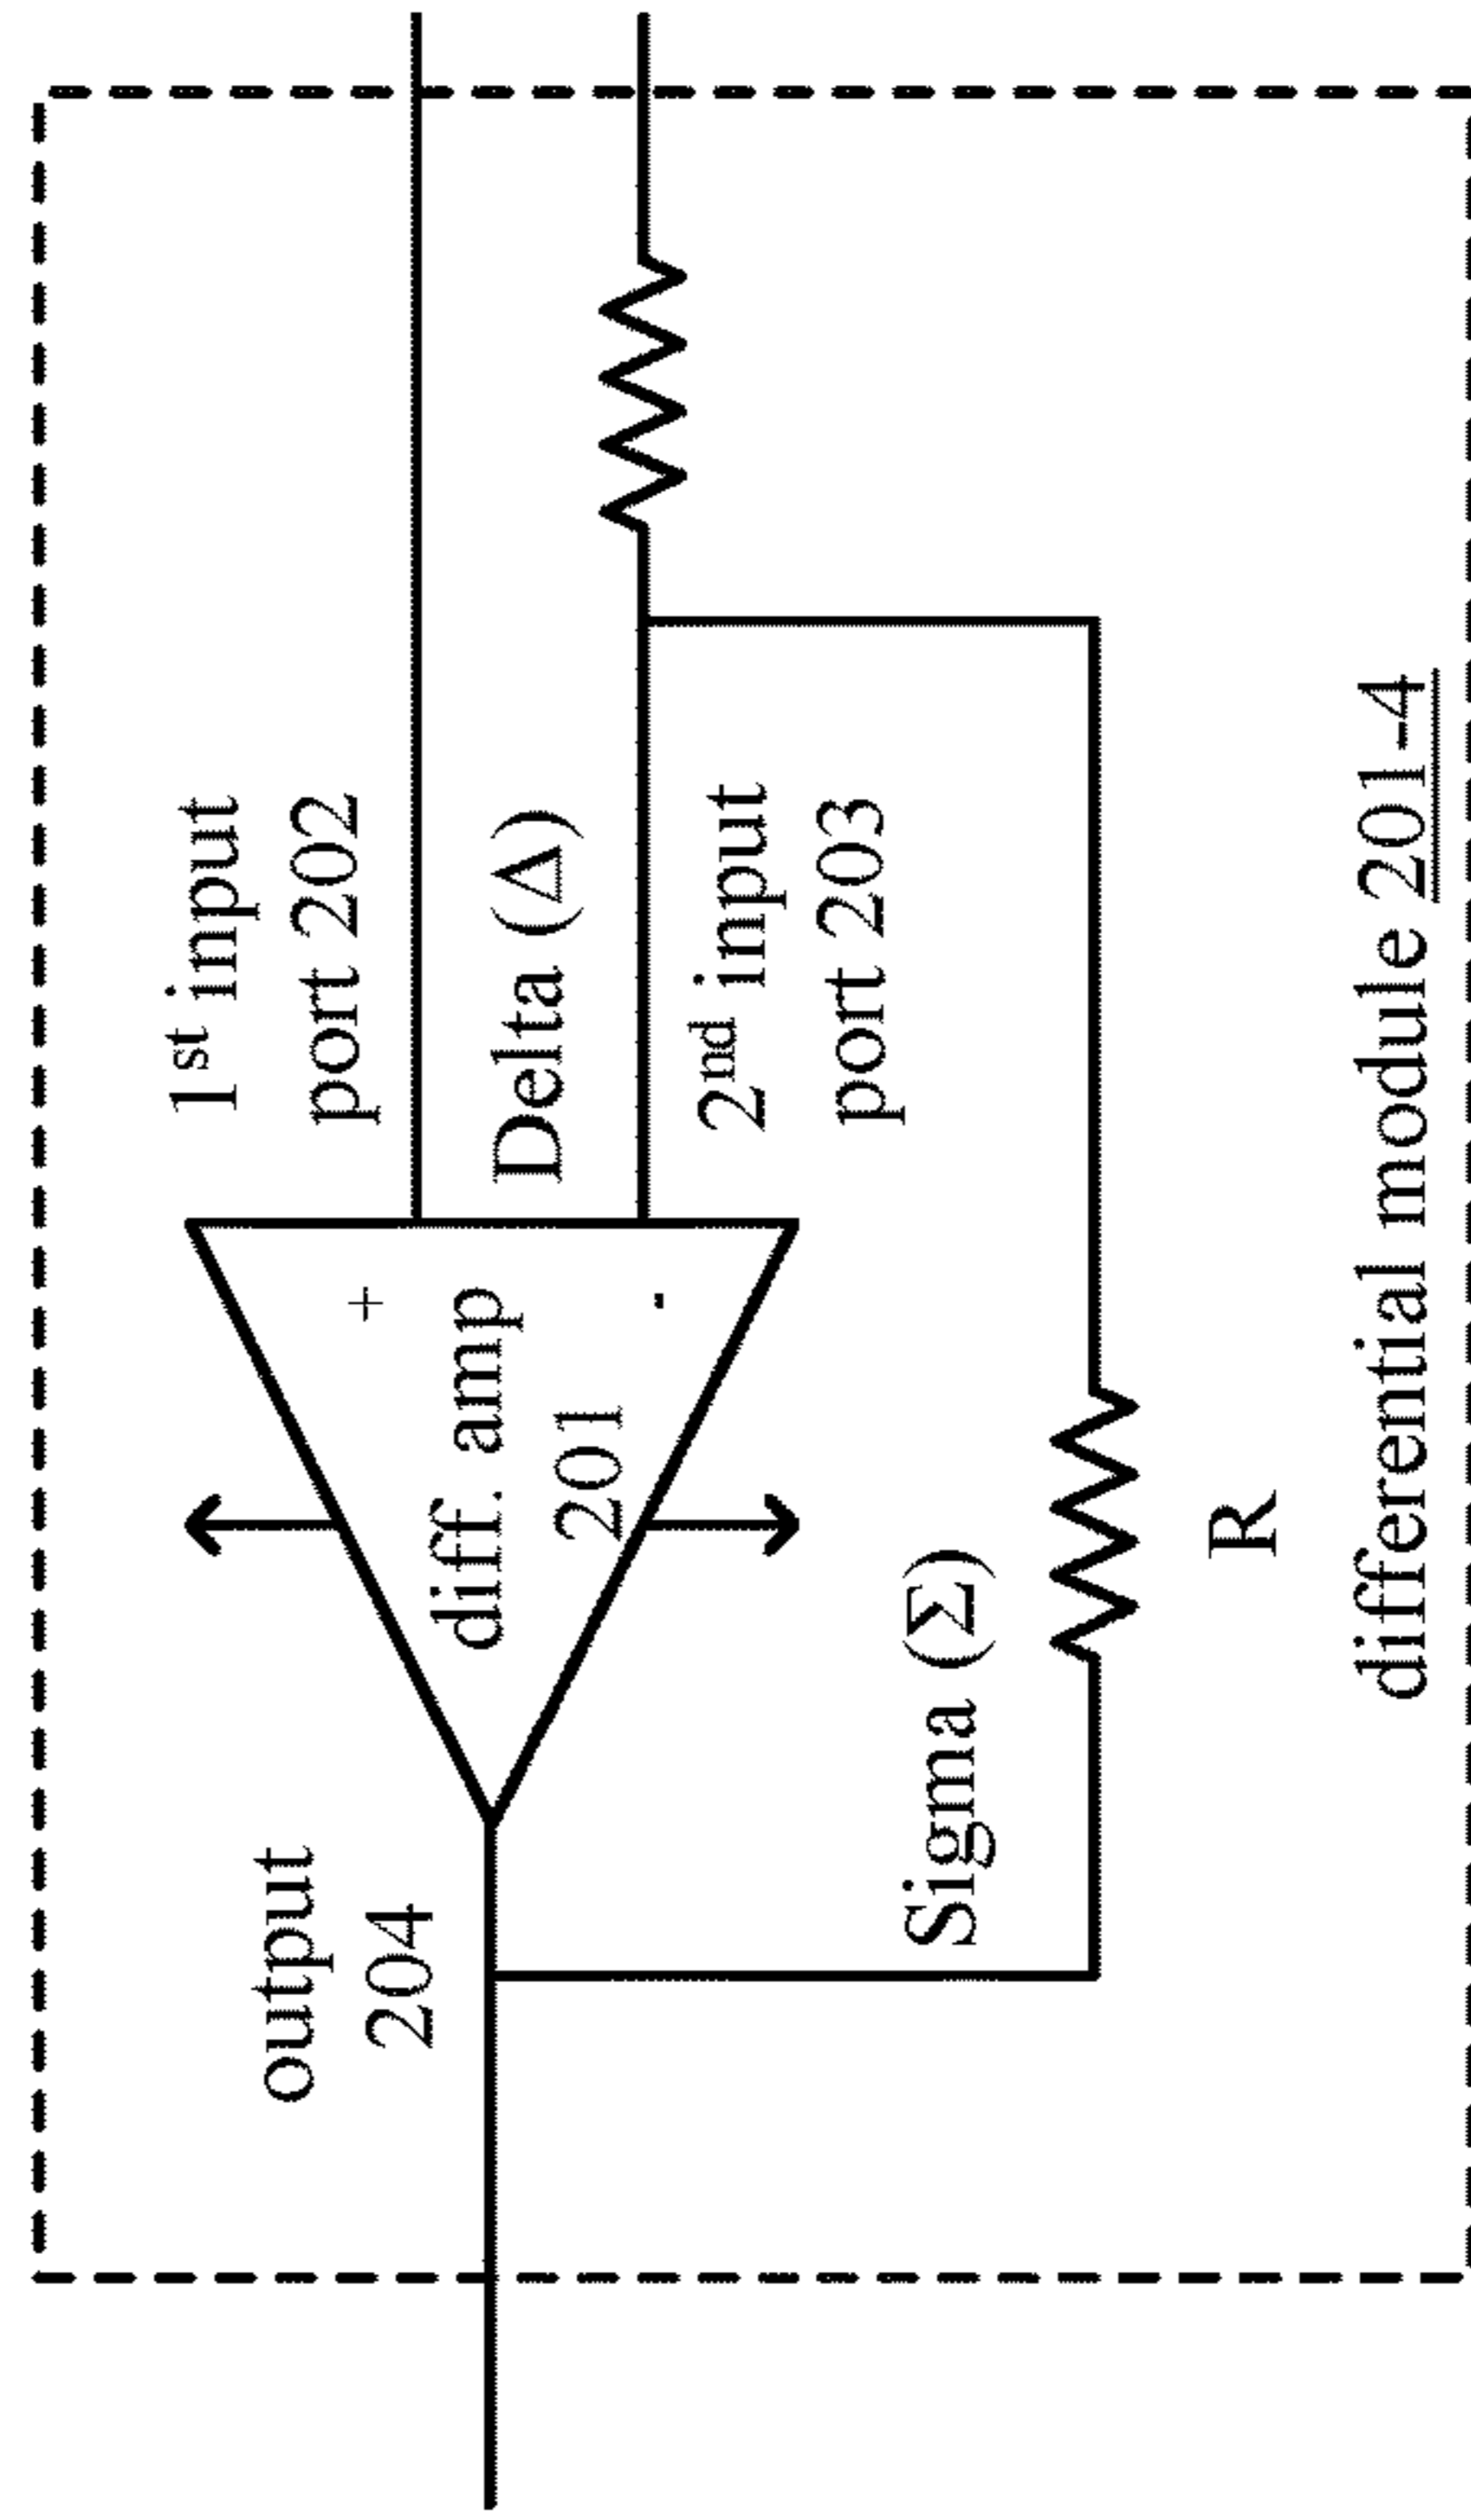 output
204
diff. amp
201
+
-
1st input
port 202
Delta (Δ)
2nd input
port 203
Sigma (Σ)
R
differential module 201-4